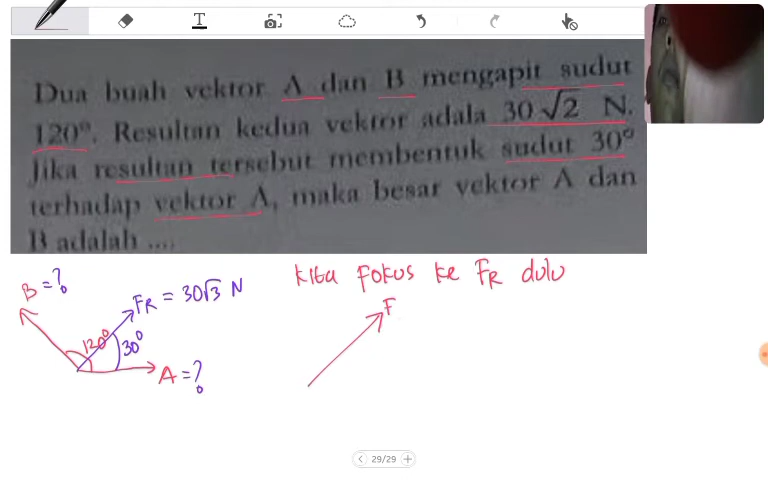 T
Dua buah vektor A dan B mengapit sudut
120°. Resultan kedua vektor adala 30√2 N.
Jika resultan tersebut membentuk sudut 30°
terhadap vektor A, maka besar vektor A dan
B adalah ....
kita fokus ke FR dulu
B = ?
FR = 30√3 N
F
120°
30°
A = ?
29/29